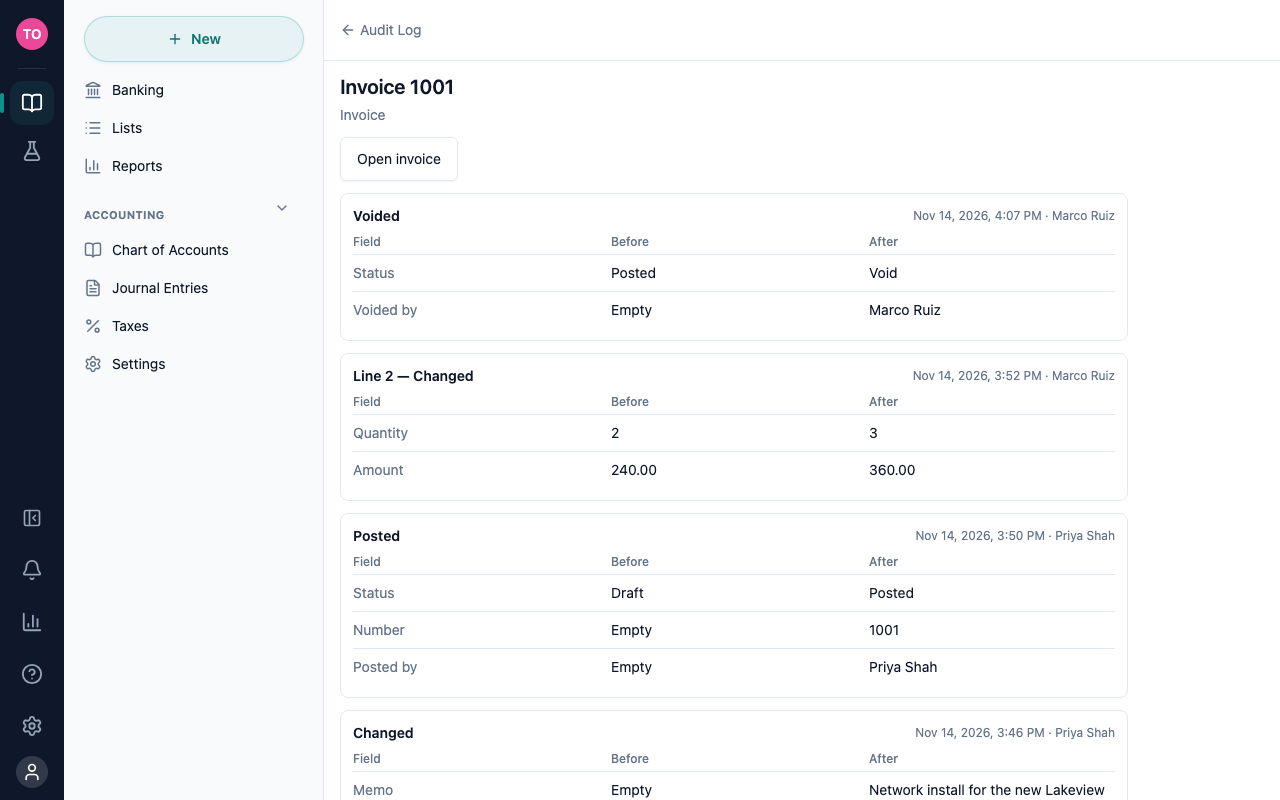 TO
New
Banking
Lists
Reports
ACCOUNTING
Chart of Accounts
Journal Entries
Taxes
Settings
← Audit Log
Invoice 1001
Invoice
Open invoice
Voided Nov 14, 2026, 4:07 PM · Marco Ruiz
Field Before After
Status Posted Void
Voided by Empty Marco Ruiz
Line 2 — Changed Nov 14, 2026, 3:52 PM · Marco Ruiz
Field Before After
Quantity 2 3
Amount 240.00 360.00
Posted Nov 14, 2026, 3:50 PM · Priya Shah
Field Before After
Status Draft Posted
Number Empty 1001
Posted by Empty Priya Shah
Changed Nov 14, 2026, 3:46 PM · Priya Shah
Field Before After
Memo Empty Network install for the new Lakeview